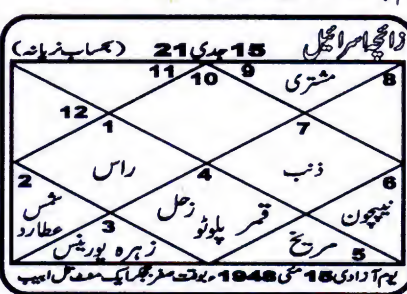 زائچہ اسرائیل 15 جدی 21 (بحساب نریانہ)
11 10 9 مشتری 8
12 1 7
2 راس 4 ذنب 6
شمس عطارد 3 زحل پلوٹو قمر نیپچون
زہرہ یورینس مریخ 5
یوم آزادی 15 مئی 1948ء بوقت صفر بجکر ایک منٹ تل ابیب